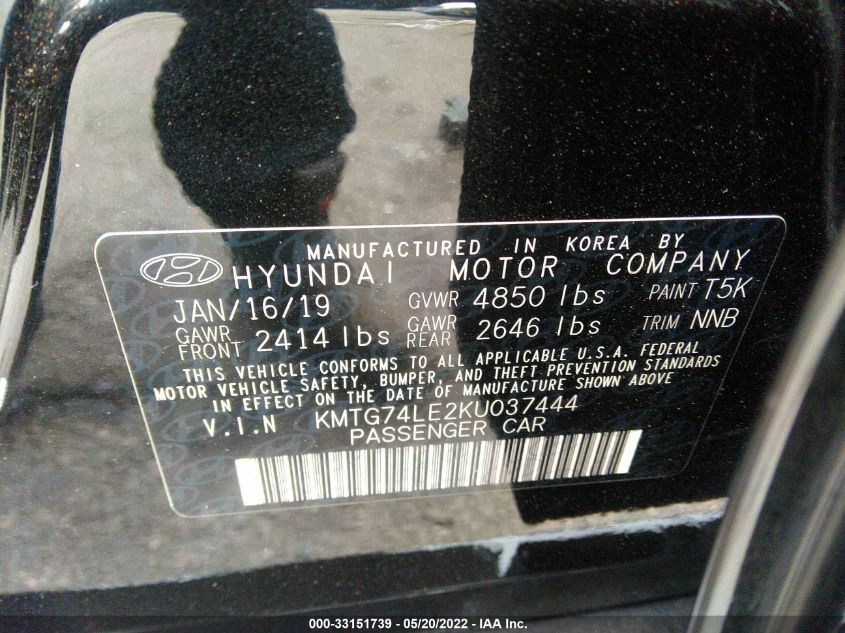 MANUFACTURED IN KOREA BY
HYUNDAI MOTOR COMPANY
JAN/16/19 GVWR 4850 lbs PAINT T5K
GAWR FRONT 2414 lbs GAWR REAR 2646 lbs TRIM NNB
THIS VEHICLE CONFORMS TO ALL APPLICABLE U.S.A. FEDERAL
MOTOR VEHICLE SAFETY, BUMPER, AND THEFT PREVENTION STANDARDS
IN EFFECT ON THE DATE OF MANUFACTURE SHOWN ABOVE
V.I.N KMTG74LE2KU037444
PASSENGER CAR
000-33151739 - 05/20/2022 - IAA Inc.